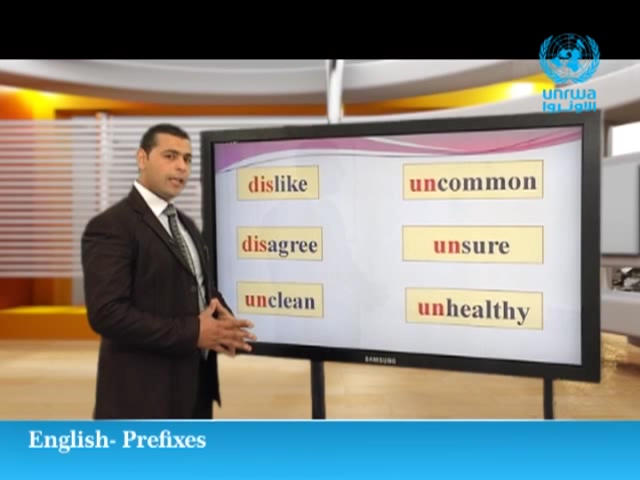 unrwa
الأونروا
dislike
uncommon
disagree
unsure
unclean
unhealthy
SAMSUNG
English- Prefixes